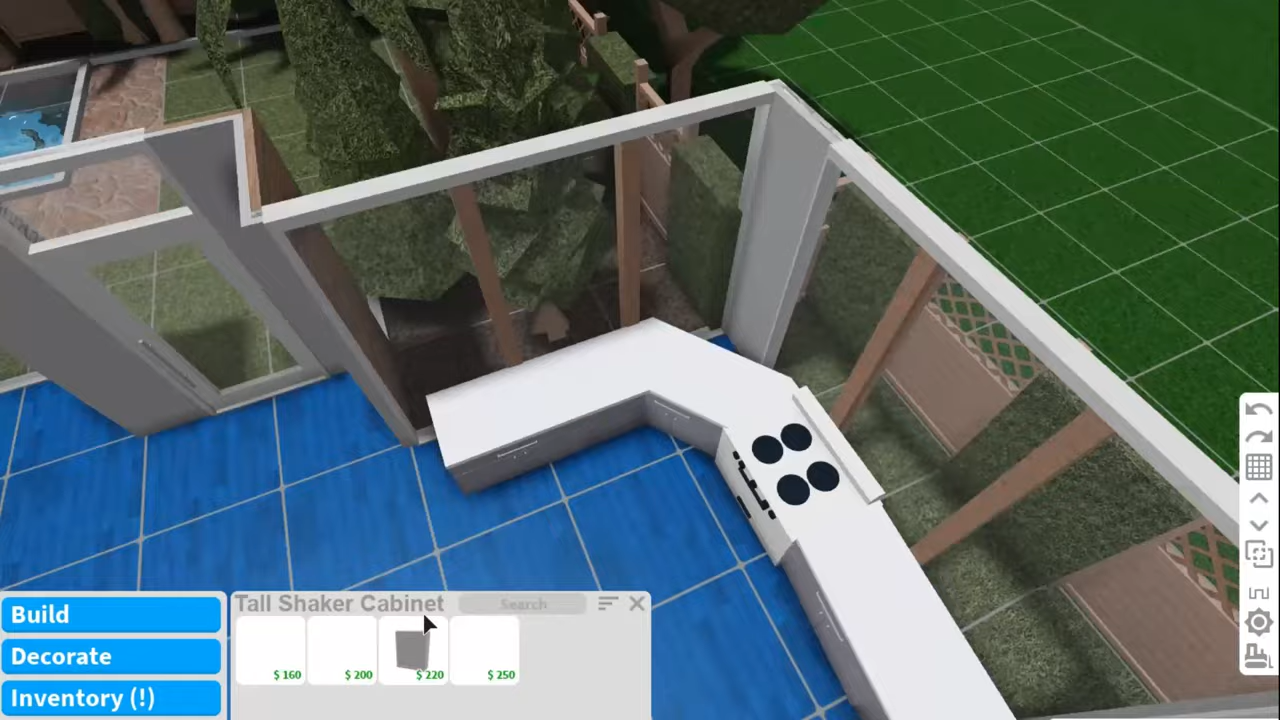 Tall Shaker Cabinet
Search
Build
$ 160
$ 200
$ 220
$ 250
Decorate
Inventory (!)